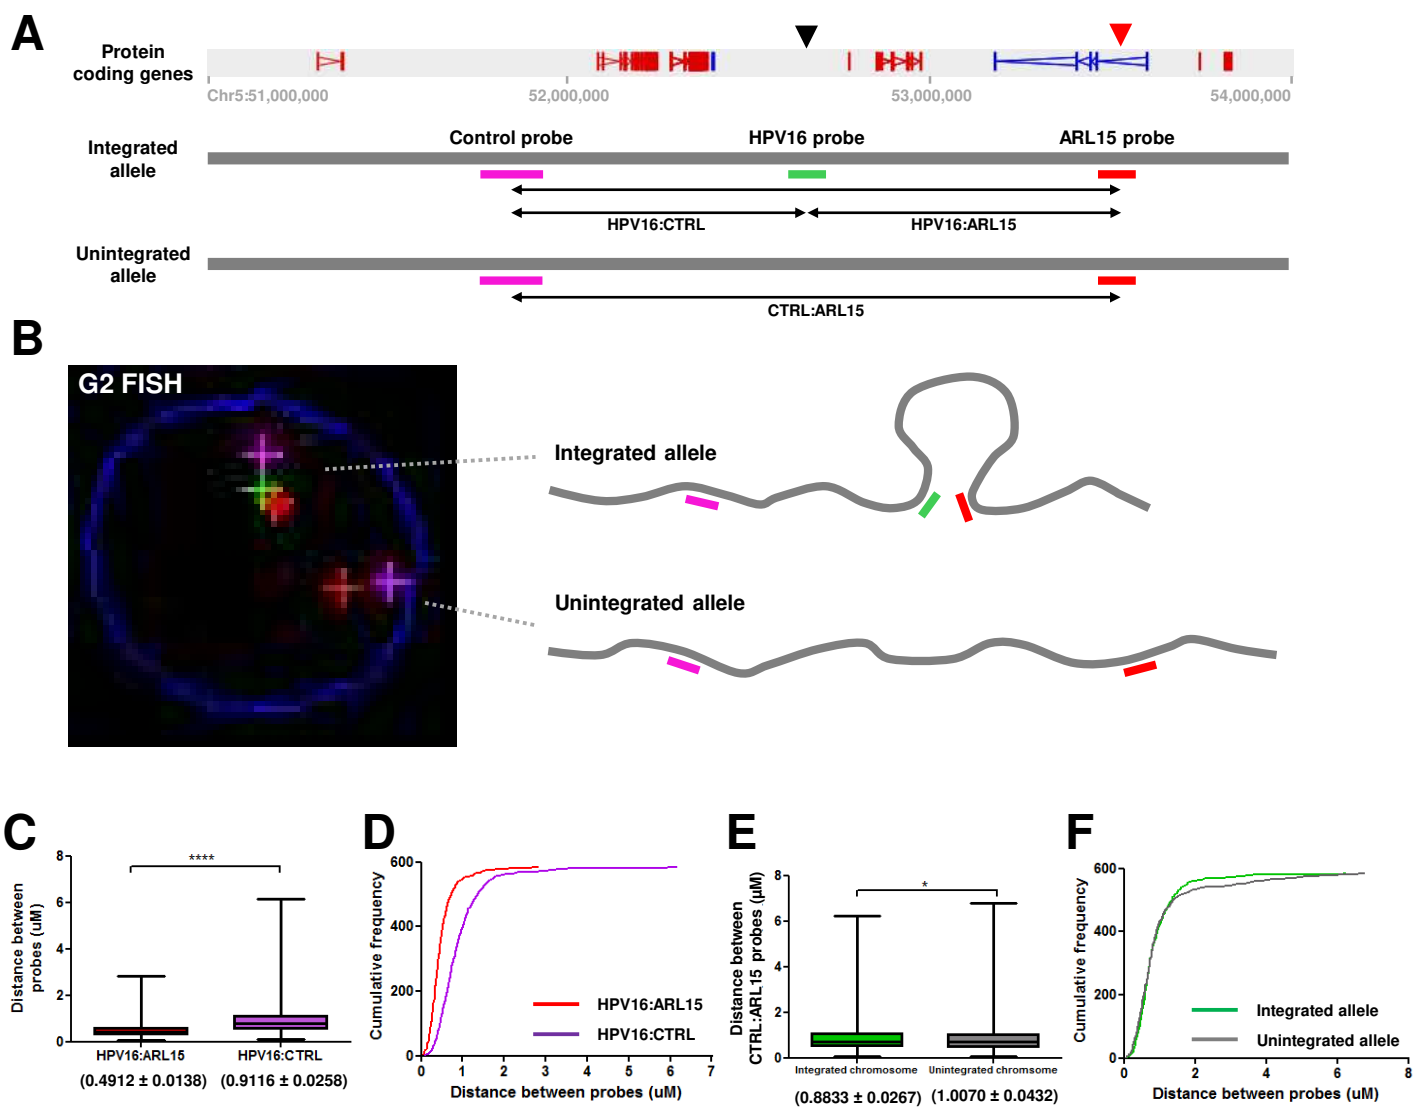 A
Protein
coding genes
Chr5:51,000,000
52,000,000
53,000,000
54,000,000
Control probe
HPV16 probe
ARL15 probe
Integrated
allele
HPV16:CTRL
HPV16:ARL15
Unintegrated
allele
CTRL:ARL15
B
G2 FISH
Integrated allele
Unintegrated allele
C
Distance between
probes (uM)
8
6
4
2
0
****
HPV16:ARL15
HPV16:CTRL
(0.4912 ± 0.0138)
(0.9116 ± 0.0258)
D
Cumulative frequency
600
400
200
0
HPV16:ARL15
HPV16:CTRL
0 1 2 3 4 5 6 7
Distance between probes (uM)
E
Distance between
CTRL:ARL15 probes (µM)
8
6
4
2
0
*
Integrated chromosome
Unintegrated chromsome
(0.8833 ± 0.0267)
(1.0070 ± 0.0432)
F
Cumulative frequency
600
400
200
0
Integrated allele
Unintegrated allele
0 2 4 6 8
Distance between probes (uM)